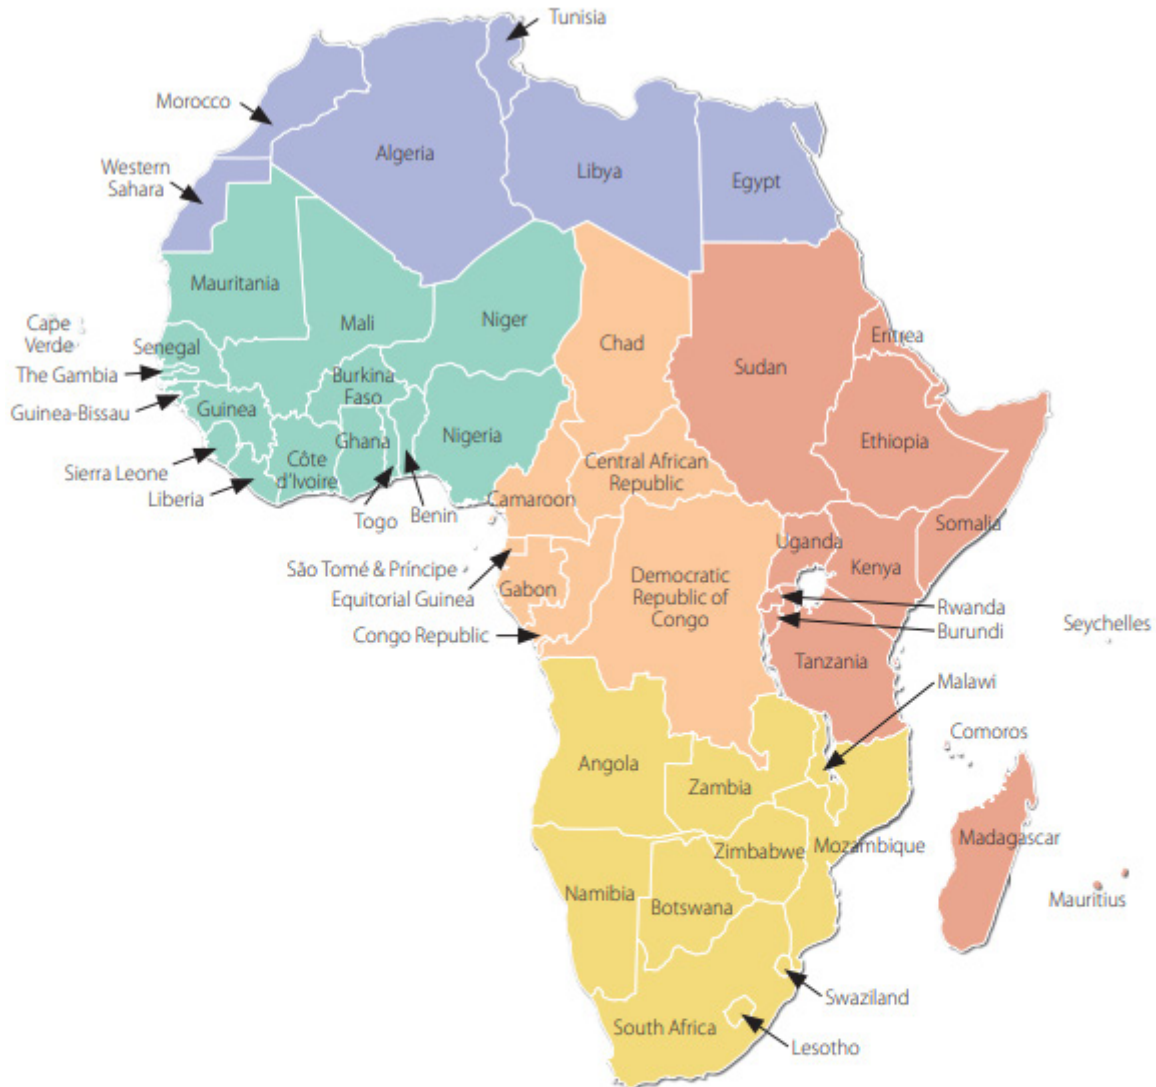 Tunisia
Morocco
Algeria
Libya
Egypt
Western
Sahara
Mauritania
Mali
Niger
Chad
Sudan
Eritrea
Cape
Verde
Senegal
The Gambia
Guinea-Bissau
Guinea
Burkina
Faso
Ghana
Nigeria
Côte
d'Ivoire
Sierra Leone
Liberia
Togo
Benin
Camaroon
Central African
Republic
Ethiopia
Somalia
Uganda
Kenya
São Tomé & Príncipe
Equitorial Guinea
Gabon
Congo Republic
Democratic
Republic of
Congo
Rwanda
Burundi
Seychelles
Tanzania
Malawi
Comoros
Angola
Zambia
Zimbabwe
Mozambique
Madagascar
Mauritius
Namibia
Botswana
Swaziland
South Africa
Lesotho